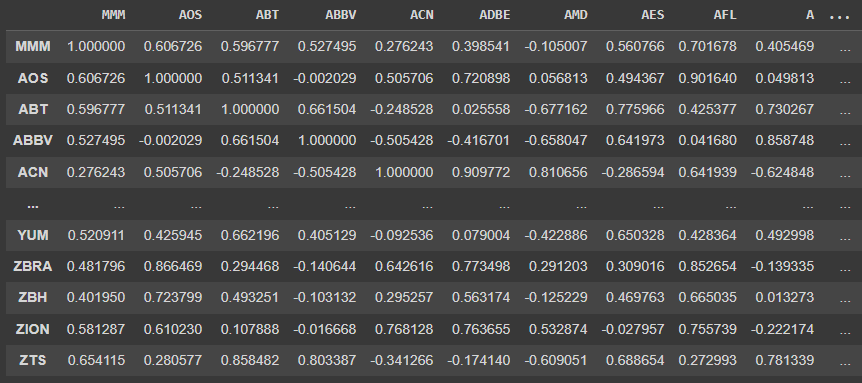 MMM AOS ABT ABBV ACN ADBE AMD AES AFL A ...
MMM 1.000000 0.606726 0.596777 0.527495 0.276243 0.398541 -0.105007 0.560766 0.701678 0.405469 ...
AOS 0.606726 1.000000 0.511341 -0.002029 0.505706 0.720898 0.056813 0.494367 0.901640 0.049813 ...
ABT 0.596777 0.511341 1.000000 0.661504 -0.248528 0.025558 -0.677162 0.775966 0.425377 0.730267 ...
ABBV 0.527495 -0.002029 0.661504 1.000000 -0.505428 -0.416701 -0.658047 0.641973 0.041680 0.858748 ...
ACN 0.276243 0.505706 -0.248528 -0.505428 1.000000 0.909772 0.810656 -0.286594 0.641939 -0.624848 ...
... ... ... ... ... ... ... ... ... ... ... ...
YUM 0.520911 0.425945 0.662196 0.405129 -0.092536 0.079004 -0.422886 0.650328 0.428364 0.492998 ...
ZBRA 0.481796 0.866469 0.294468 -0.140644 0.642616 0.773498 0.291203 0.309016 0.852654 -0.139335 ...
ZBH 0.401950 0.723799 0.493251 -0.103132 0.295257 0.563174 -0.125229 0.469763 0.665035 0.013273 ...
ZION 0.581287 0.610230 0.107888 -0.016668 0.768128 0.763655 0.532874 -0.027957 0.755739 -0.222174 ...
ZTS 0.654115 0.280577 0.858482 0.803387 -0.341266 -0.174140 -0.609051 0.688654 0.272993 0.781339 ...